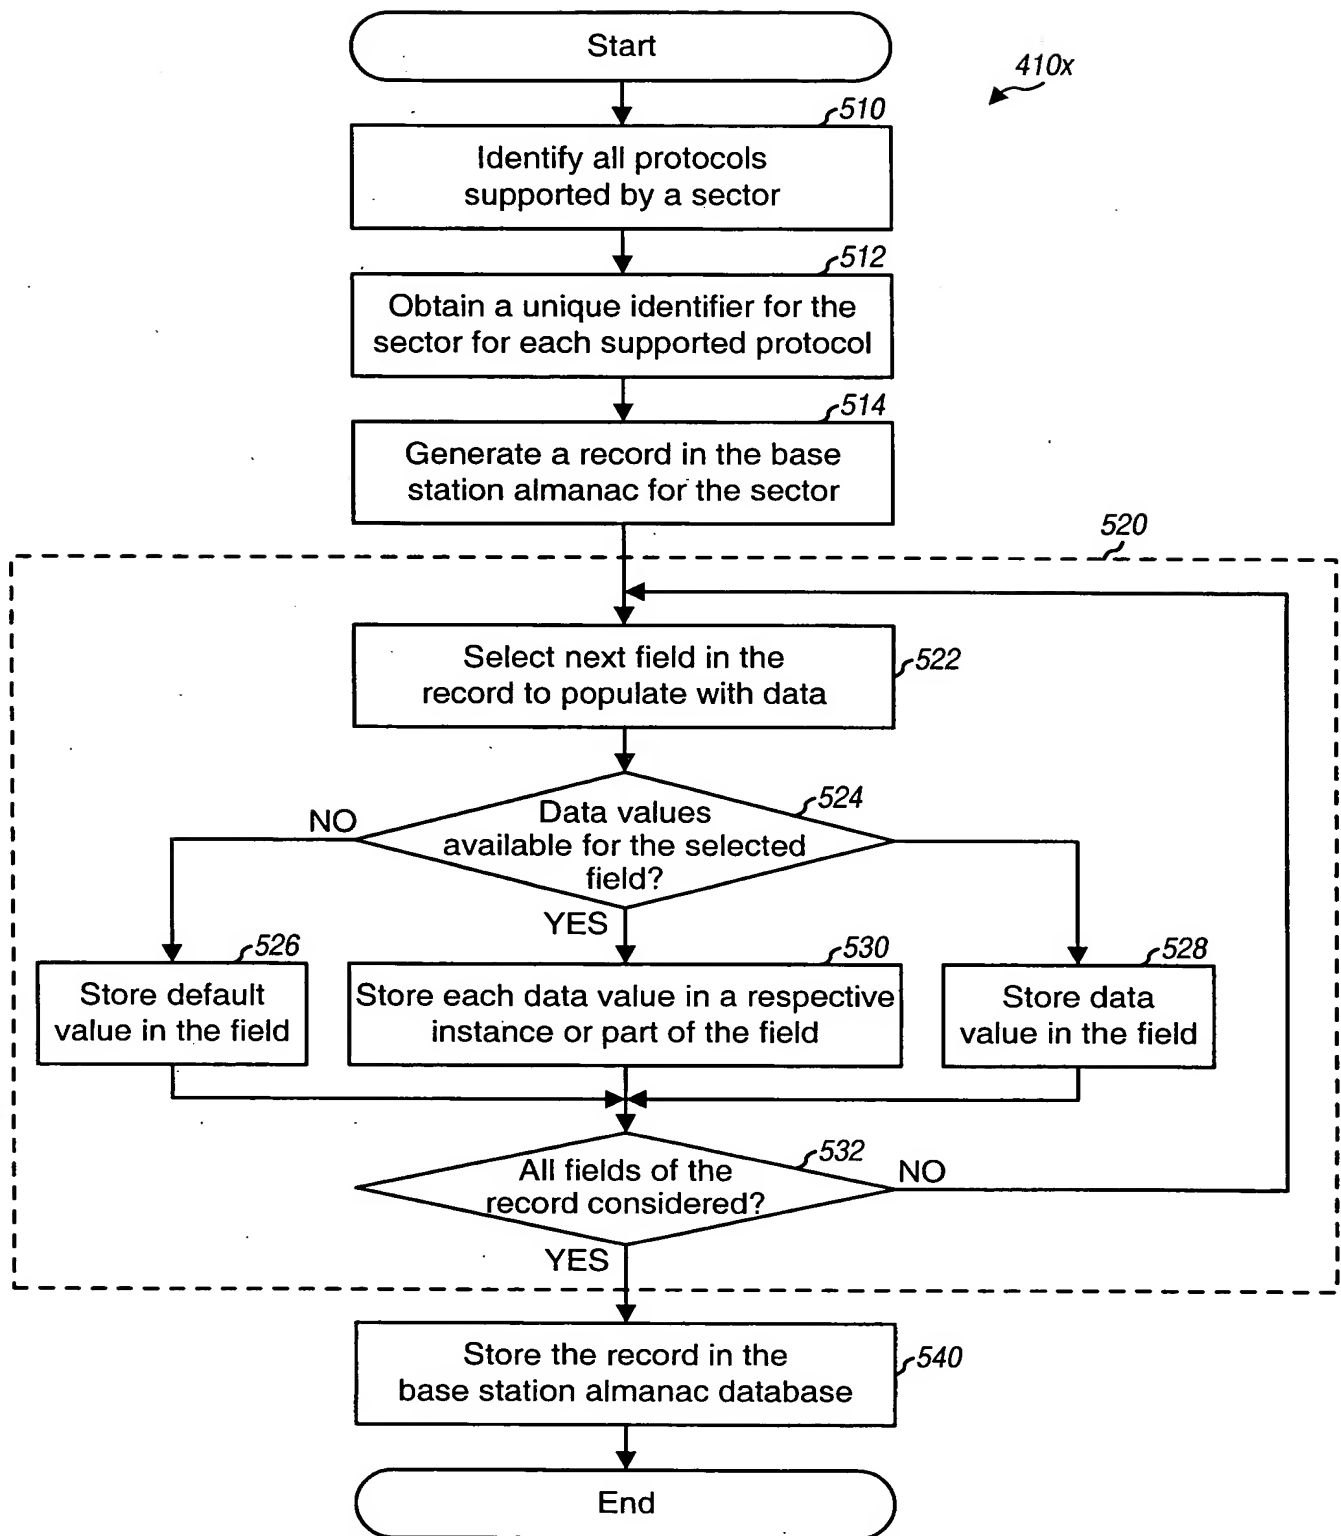 Start
410x
510
Identify all protocols
supported by a sector
512
Obtain a unique identifier for the
sector for each supported protocol
514
Generate a record in the base
station almanac for the sector
520
Select next field in the
record to populate with data
522
524
Data values
available for the selected
field?
NO
YES
526
Store default
value in the field
530
Store each data value in a respective
instance or part of the field
528
Store data
value in the field
532
All fields of the
record considered?
NO
YES
Store the record in the
base station almanac database
540
End